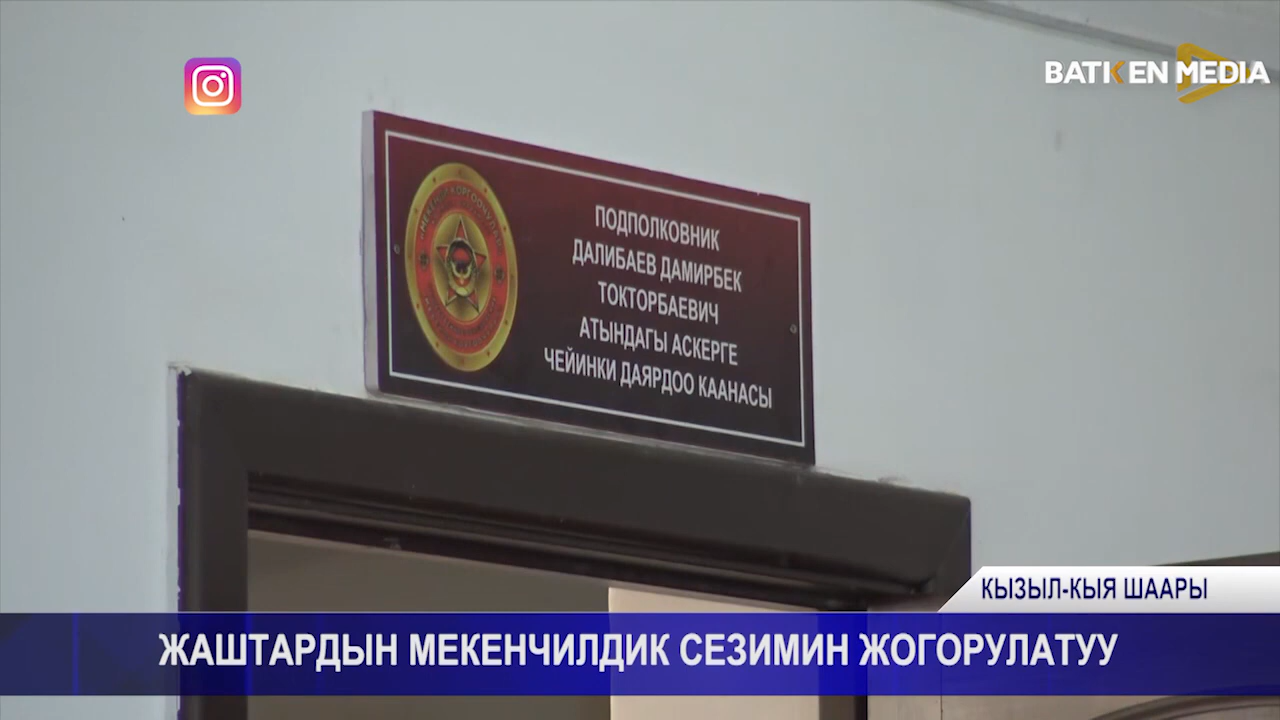 BATKEN MEDIA
ПОДПОЛКОВНИК
ДАЛИБАЕВ ДАМИРБЕК
ТОКТОРБАЕВИЧ
АТЫНДАГЫ АСКЕРГЕ
ЧЕЙИНКИ ДАЯРДОО КААНАСЫ
КЫЗЫЛ-КЫЯ ШААРЫ
ЖАШТАРДЫН МЕКЕНЧИЛДИК СЕЗИМИН ЖОГОРУЛАТУУ